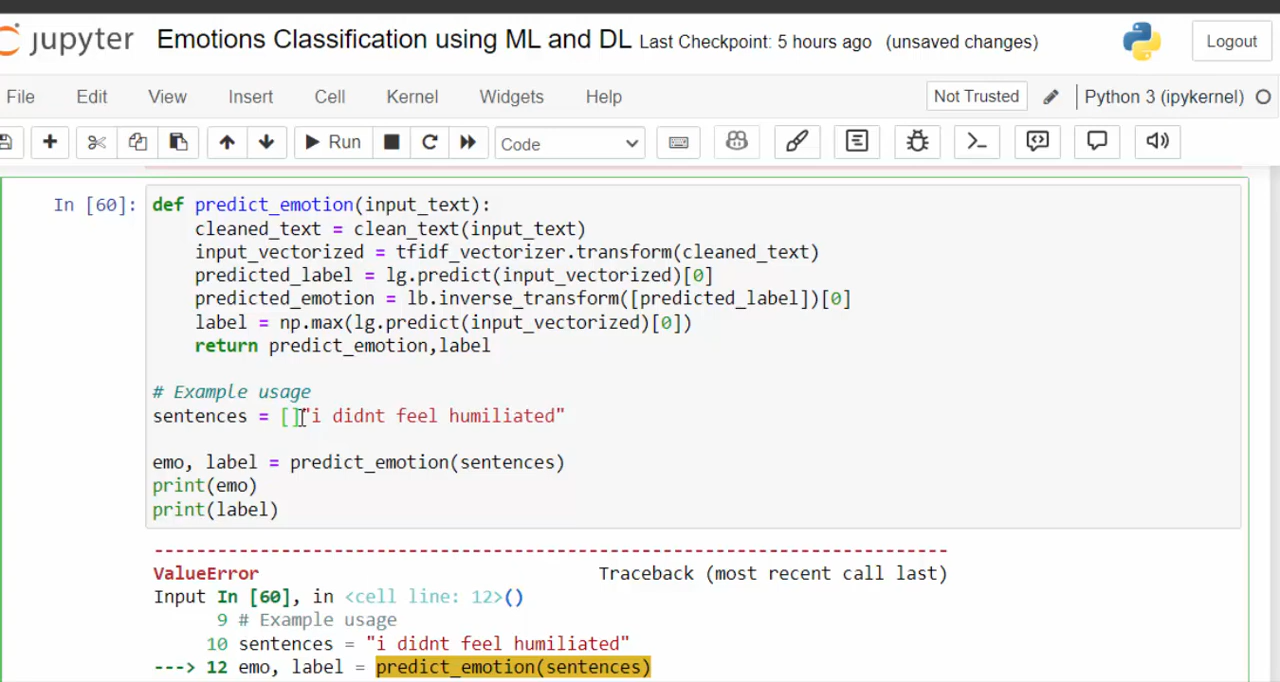 jupyter Emotions Classification using ML and DL Last Checkpoint: 5 hours ago (unsaved changes) Logout
File Edit View Insert Cell Kernel Widgets Help Not Trusted Python 3 (ipykernel)
Run Code
In [60]: def predict_emotion(input_text):
cleaned_text = clean_text(input_text)
input_vectorized = tfidf_vectorizer.transform(cleaned_text)
predicted_label = lg.predict(input_vectorized)[0]
predicted_emotion = lb.inverse_transform([predicted_label])[0]
label = np.max(lg.predict(input_vectorized)[0])
return predict_emotion,label
# Example usage
sentences = []"i didnt feel humiliated"
emo, label = predict_emotion(sentences)
print(emo)
print(label)
---------------------------------------------------------------------------
ValueError Traceback (most recent call last)
Input In [60], in <cell line: 12>()
9 # Example usage
10 sentences = "i didnt feel humiliated"
---> 12 emo, label = predict_emotion(sentences)